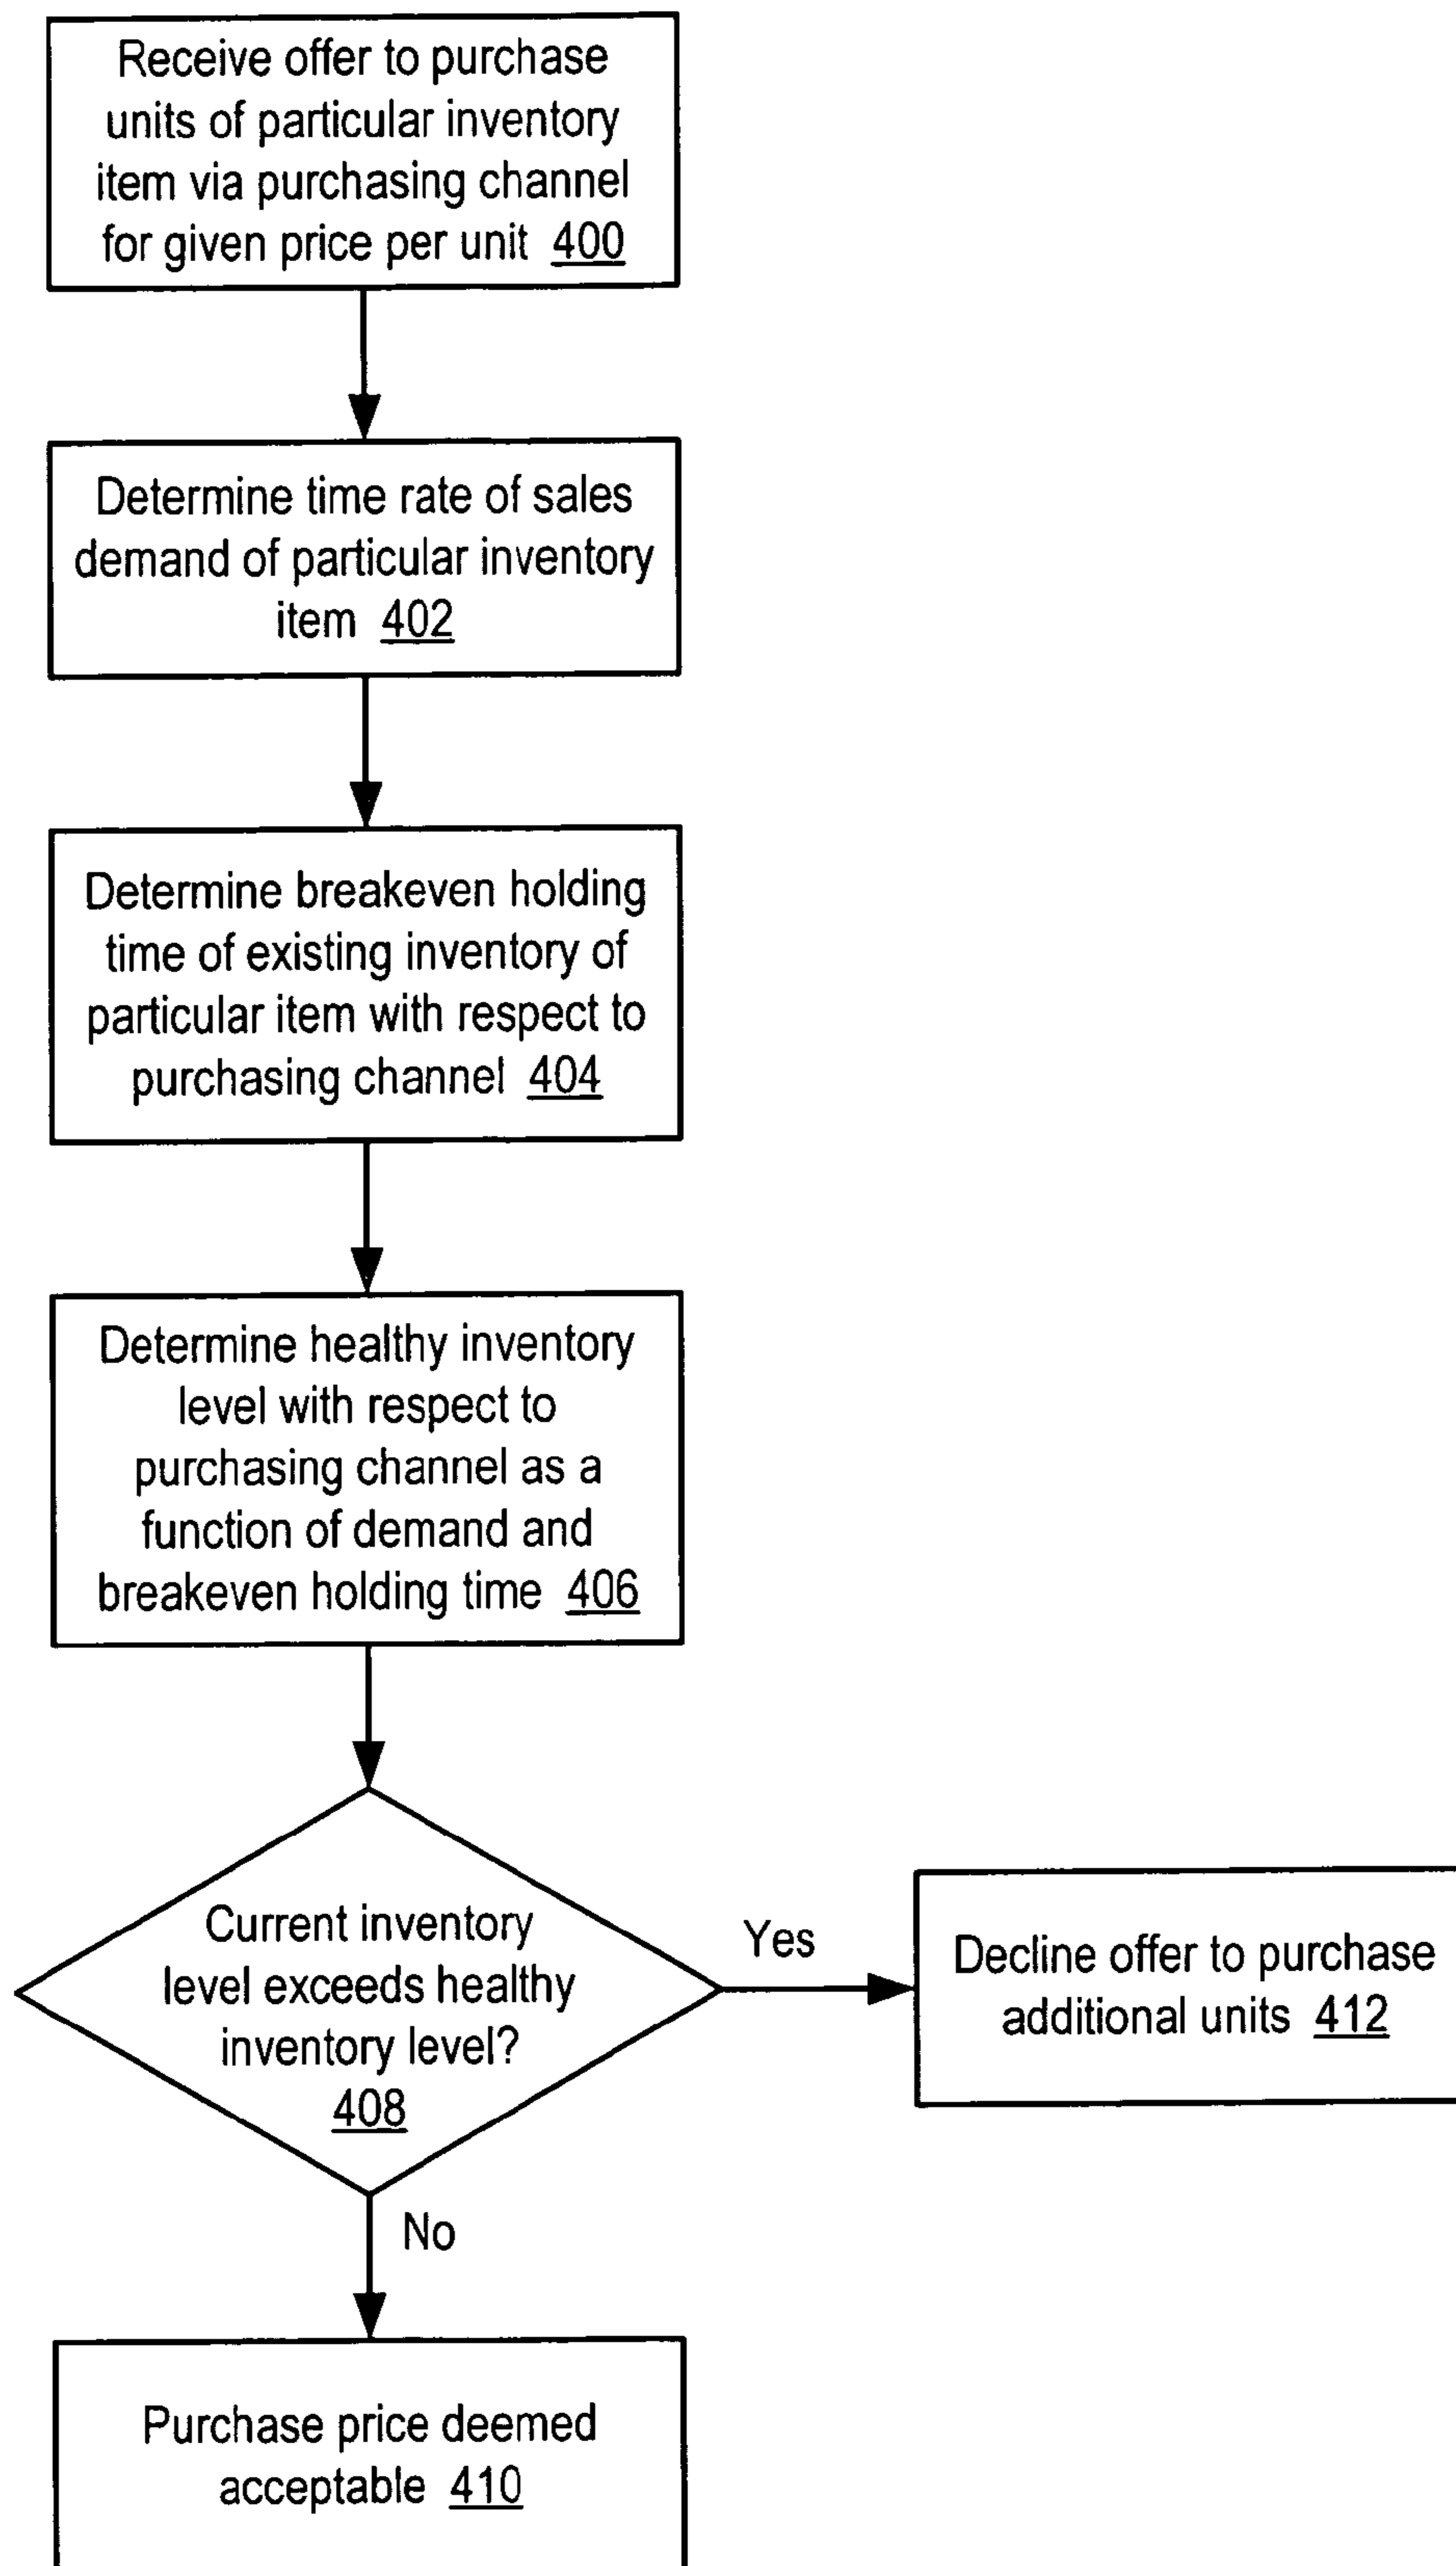 Receive offer to purchase
units of particular inventory
item via purchasing channel
for given price per unit 400
Determine time rate of sales
demand of particular inventory
item 402
Determine breakeven holding
time of existing inventory of
particular item with respect to
purchasing channel 404
Determine healthy inventory
level with respect to
purchasing channel as a
function of demand and
breakeven holding time 406
Current inventory
level exceeds healthy
inventory level?
408
Yes
Decline offer to purchase
additional units 412
No
Purchase price deemed
acceptable 410